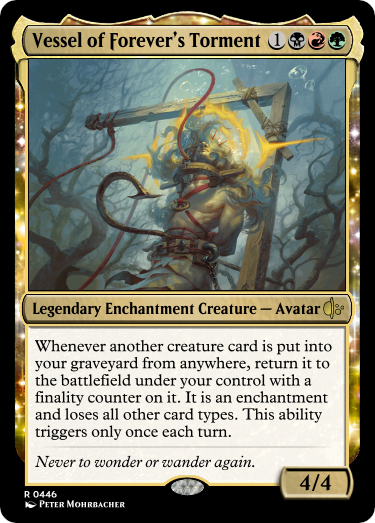 Vessel of Forever's Torment 1
Legendary Enchantment Creature — Avatar
Whenever another creature card is put into
your graveyard from anywhere, return it to
the battlefield under your control with a
finality counter on it. It is an enchantment
and loses all other card types. This ability
triggers only once each turn.
Never to wonder or wander again.
4/4
R 0446
Peter Mohrbacher